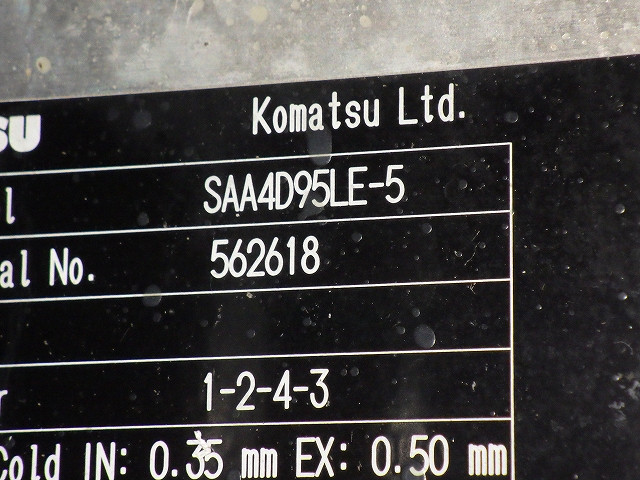 SU
Komatsu Ltd.
l SAA4D95LE-5
al No. 562618
r 1-2-4-3
Cold IN: 0.35 mm EX: 0.50 mm